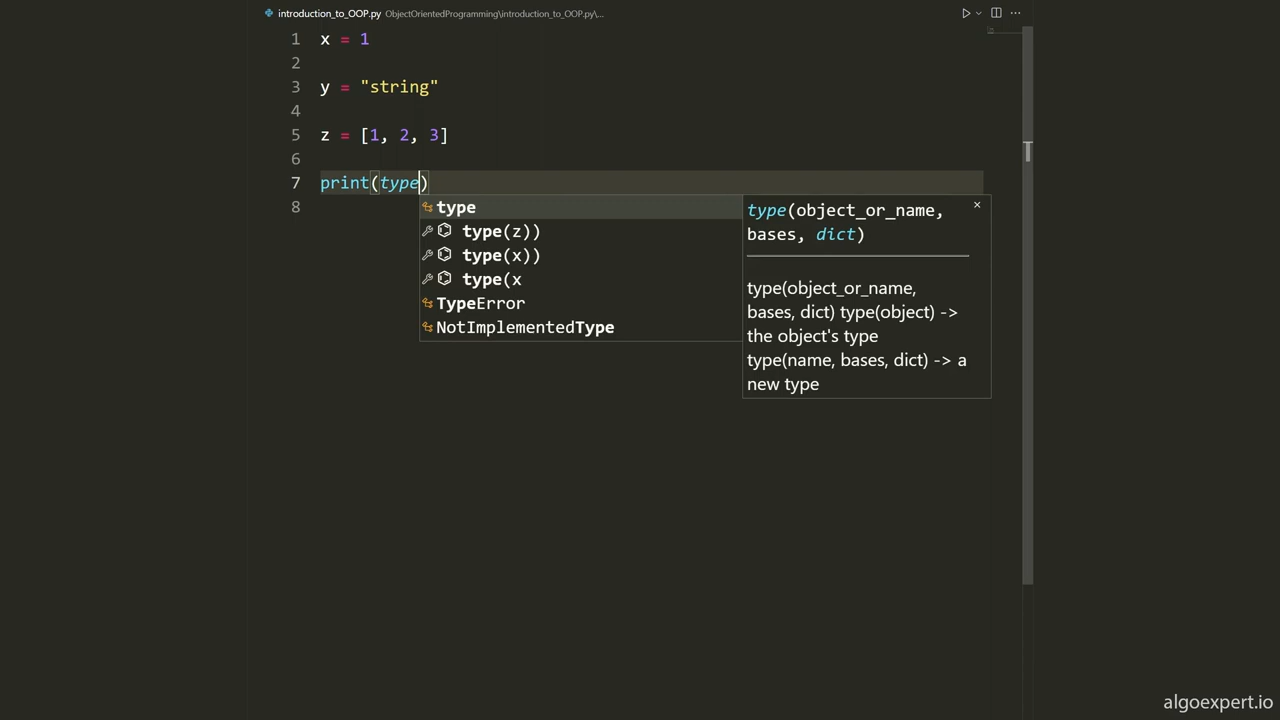 introduction_to_OOP.py ObjectOrientedProgramming\introduction_to_OOP.py\...
1 x = 1
2
3 y = "string"
4
5 z = [1, 2, 3]
6
7 print(type)
8
type
type(z))
type(x))
type(x
TypeError
NotImplementedType
type(object_or_name,
bases, dict)
type(object_or_name,
bases, dict) type(object) ->
the object's type
type(name, bases, dict) -> a
new type
algoexpert.io